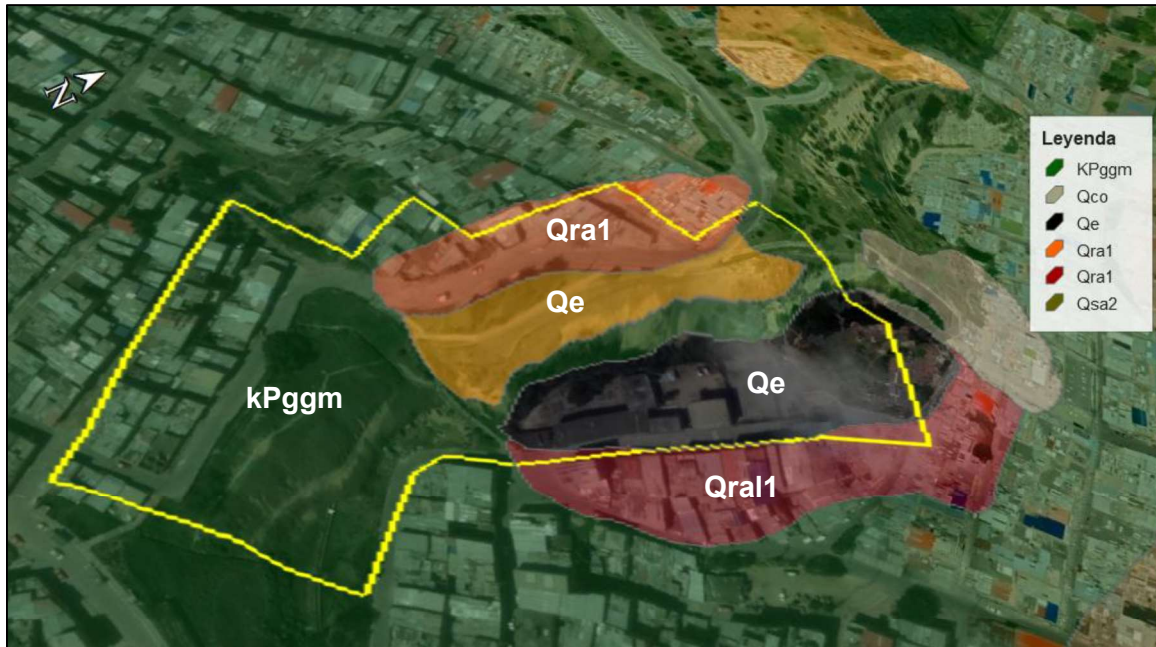 N
Leyenda
KPggm
Qco
Qe
Qra1
Qra1
Qsa2
Qra1
Qe
kPggm
Qe
Qral1